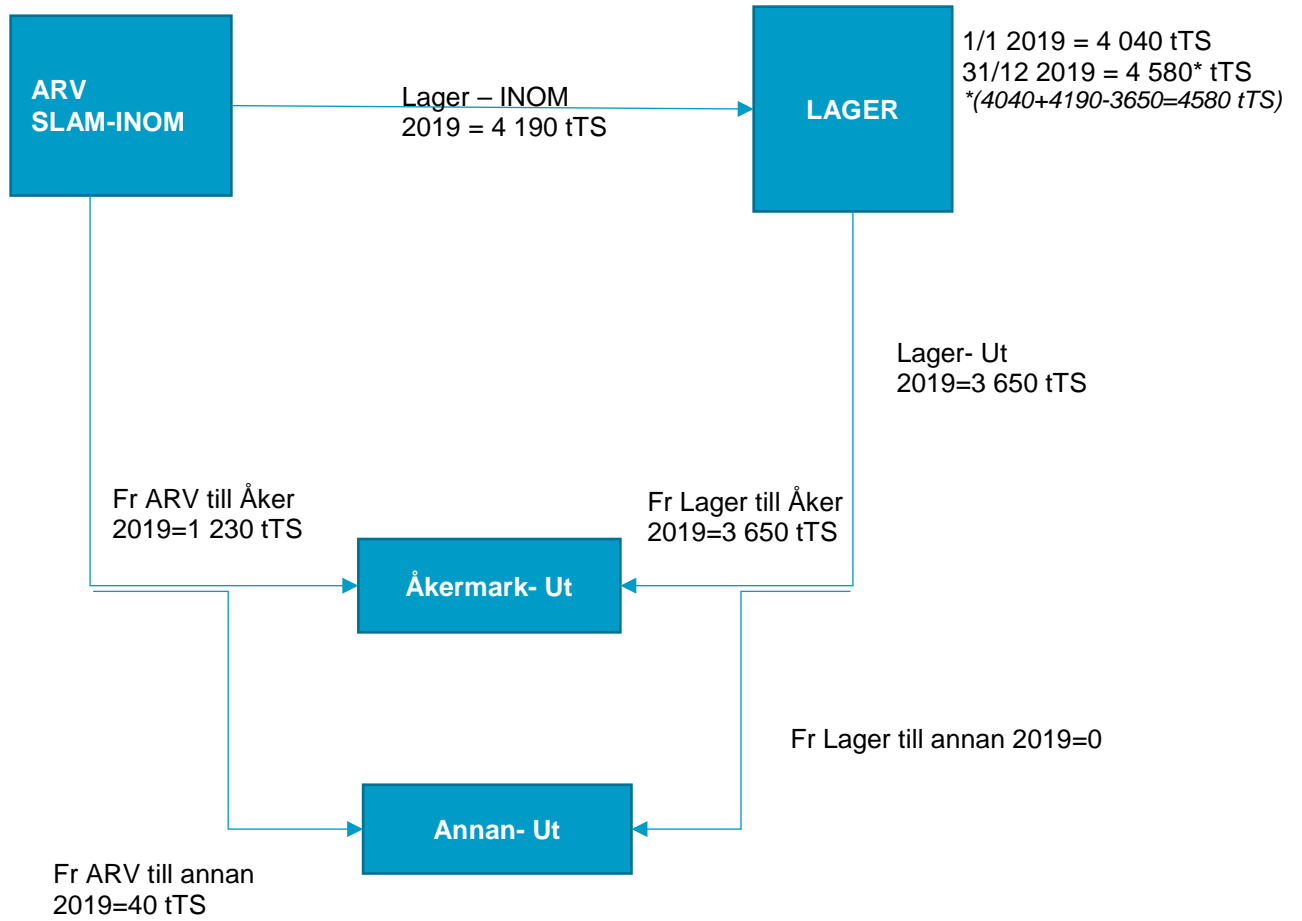 ARV
SLAM-INOM
Lager – INOM
2019 = 4 190 tTS
LAGER
1/1 2019 = 4 040 tTS
31/12 2019 = 4 580* tTS
*(4040+4190-3650=4580 tTS)
Lager- Ut
2019=3 650 tTS
Fr ARV till Åker
2019=1 230 tTS
Fr Lager till Åker
2019=3 650 tTS
Åkermark- Ut
Fr Lager till annan 2019=0
Annan- Ut
Fr ARV till annan
2019=40 tTS